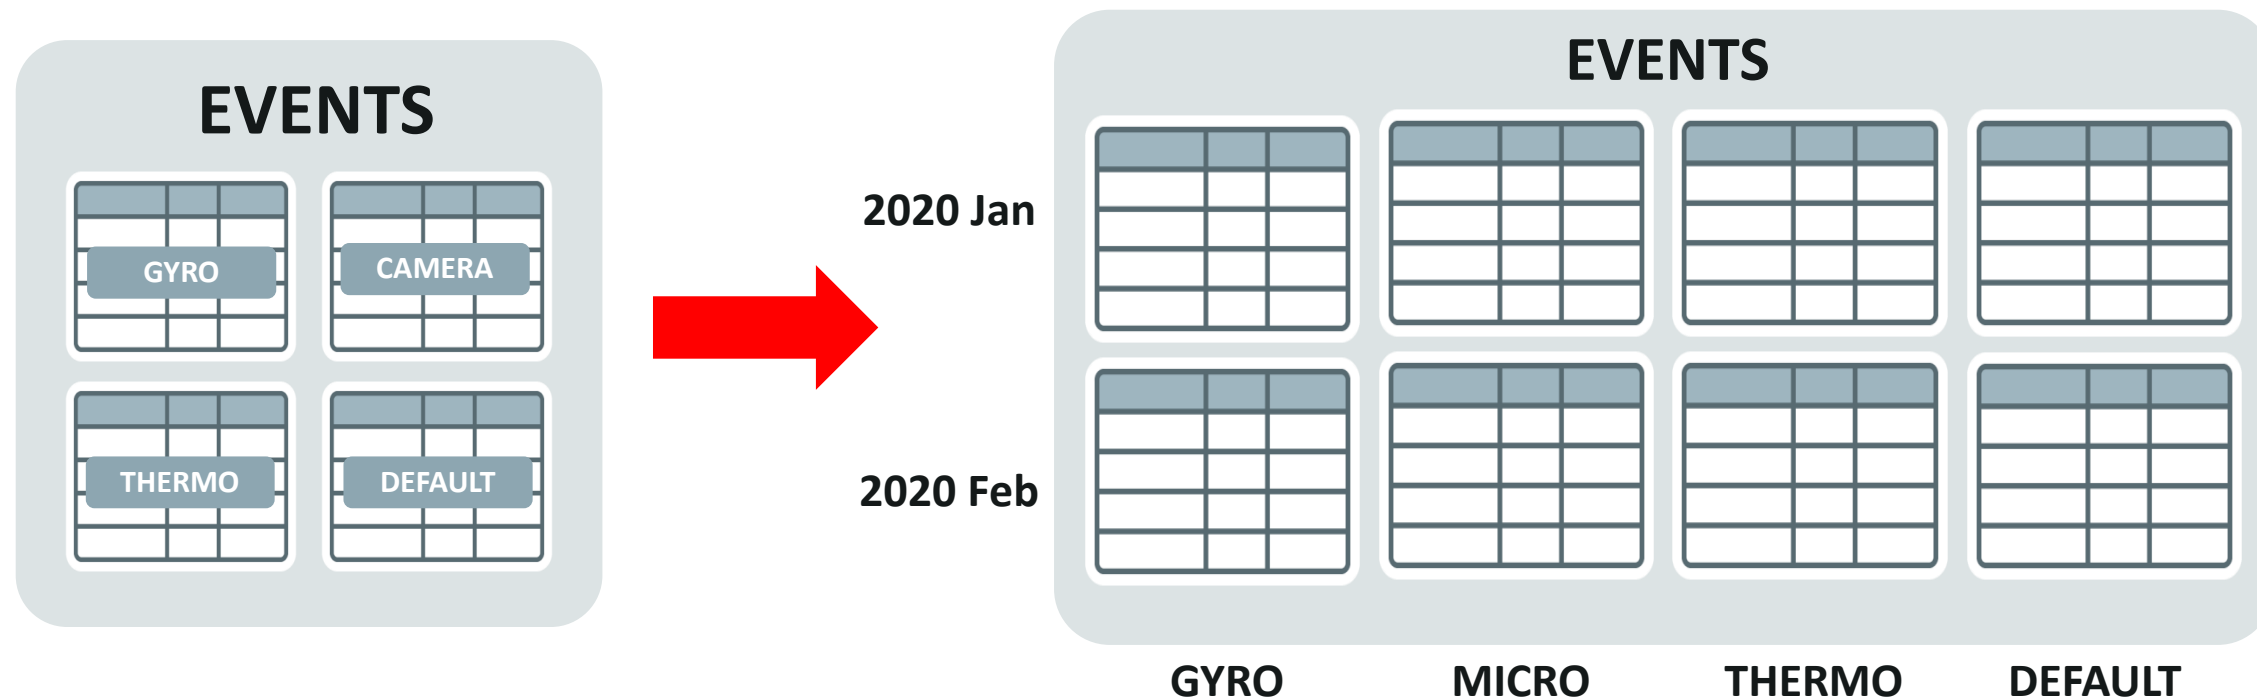 EVENTS
GYRO
CAMERA
THERMO
DEFAULT
EVENTS
2020 Jan
2020 Feb
GYRO
MICRO
THERMO
DEFAULT